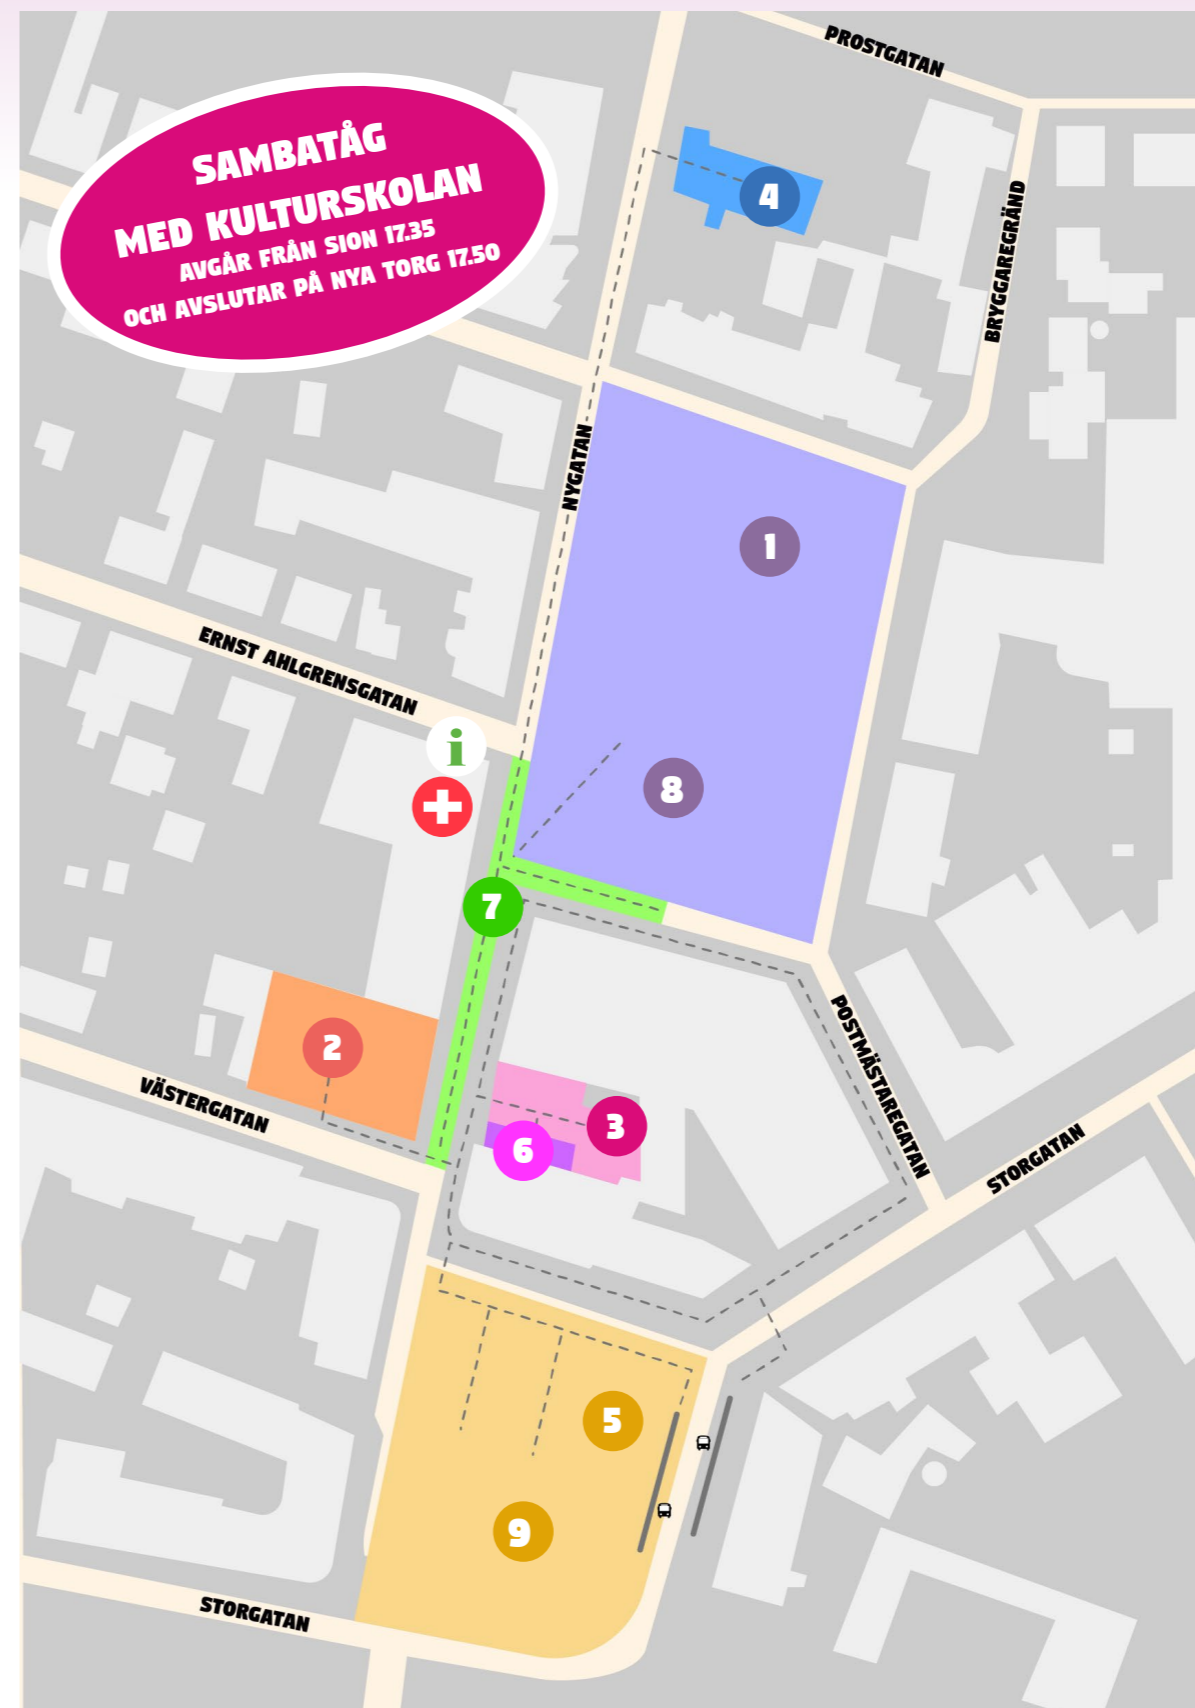 PROSTGATAN
SAMBATÅG
MED KULTURSKOLAN
AVGÅR FRÅN SION 17.35
OCH AVSLUTAR PÅ NYA TORG 17.50
4
BRYGGAREGRÄND
NYGATAN
1
ERNST AHLGRENSGATAN
i
8
7
2
VÄSTERGATAN
POSTMÄSTAREGATAN
3
6
STORGATAN
5
9
STORGATAN